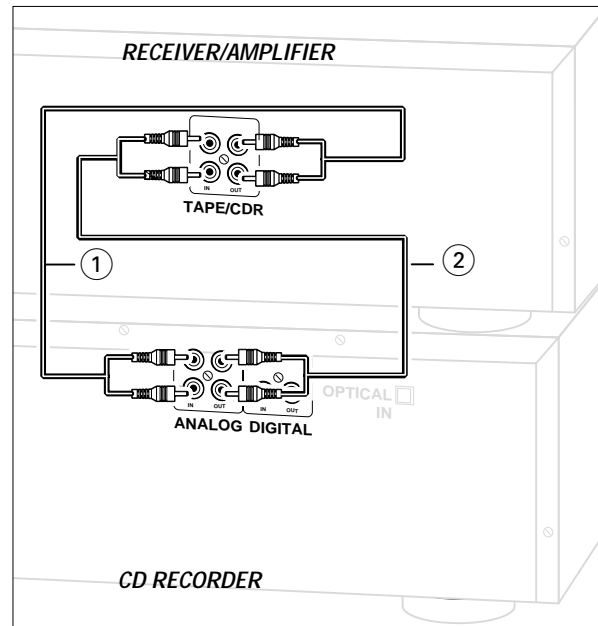 RECEIVER/AMPLIFIER
IN OUT
TAPE/CDR
1
2
OPTICAL
IN
IN OUT IN OUT
ANALOG DIGITAL
CD RECORDER